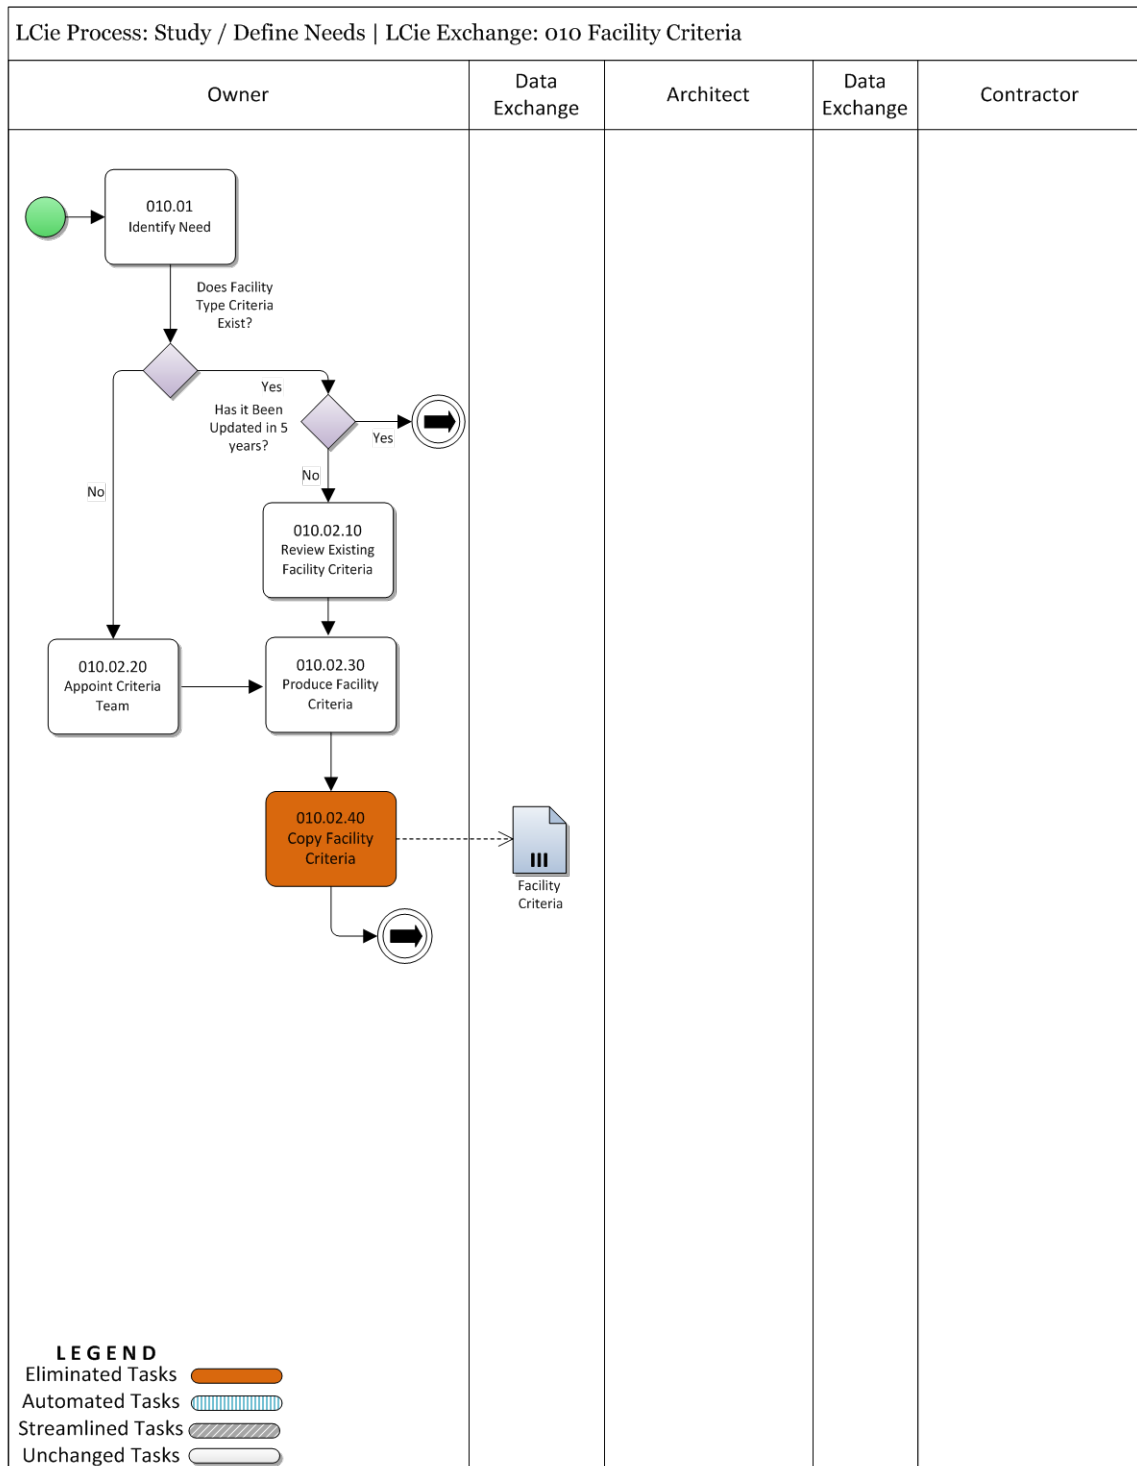 LCie Process: Study / Define Needs | LCie Exchange: 010 Facility Criteria
Owner
Data
Exchange
Architect
Data
Exchange
Contractor
010.01
Identify Need
Does Facility
Type Criteria
Exist?
Yes
Has it Been
Updated in 5
years?
Yes
No
No
010.02.10
Review Existing
Facility Criteria
010.02.20
Appoint Criteria
Team
010.02.30
Produce Facility
Criteria
010.02.40
Copy Facility
Criteria
Facility
Criteria
LEGEND
Eliminated Tasks
Automated Tasks
Streamlined Tasks
Unchanged Tasks